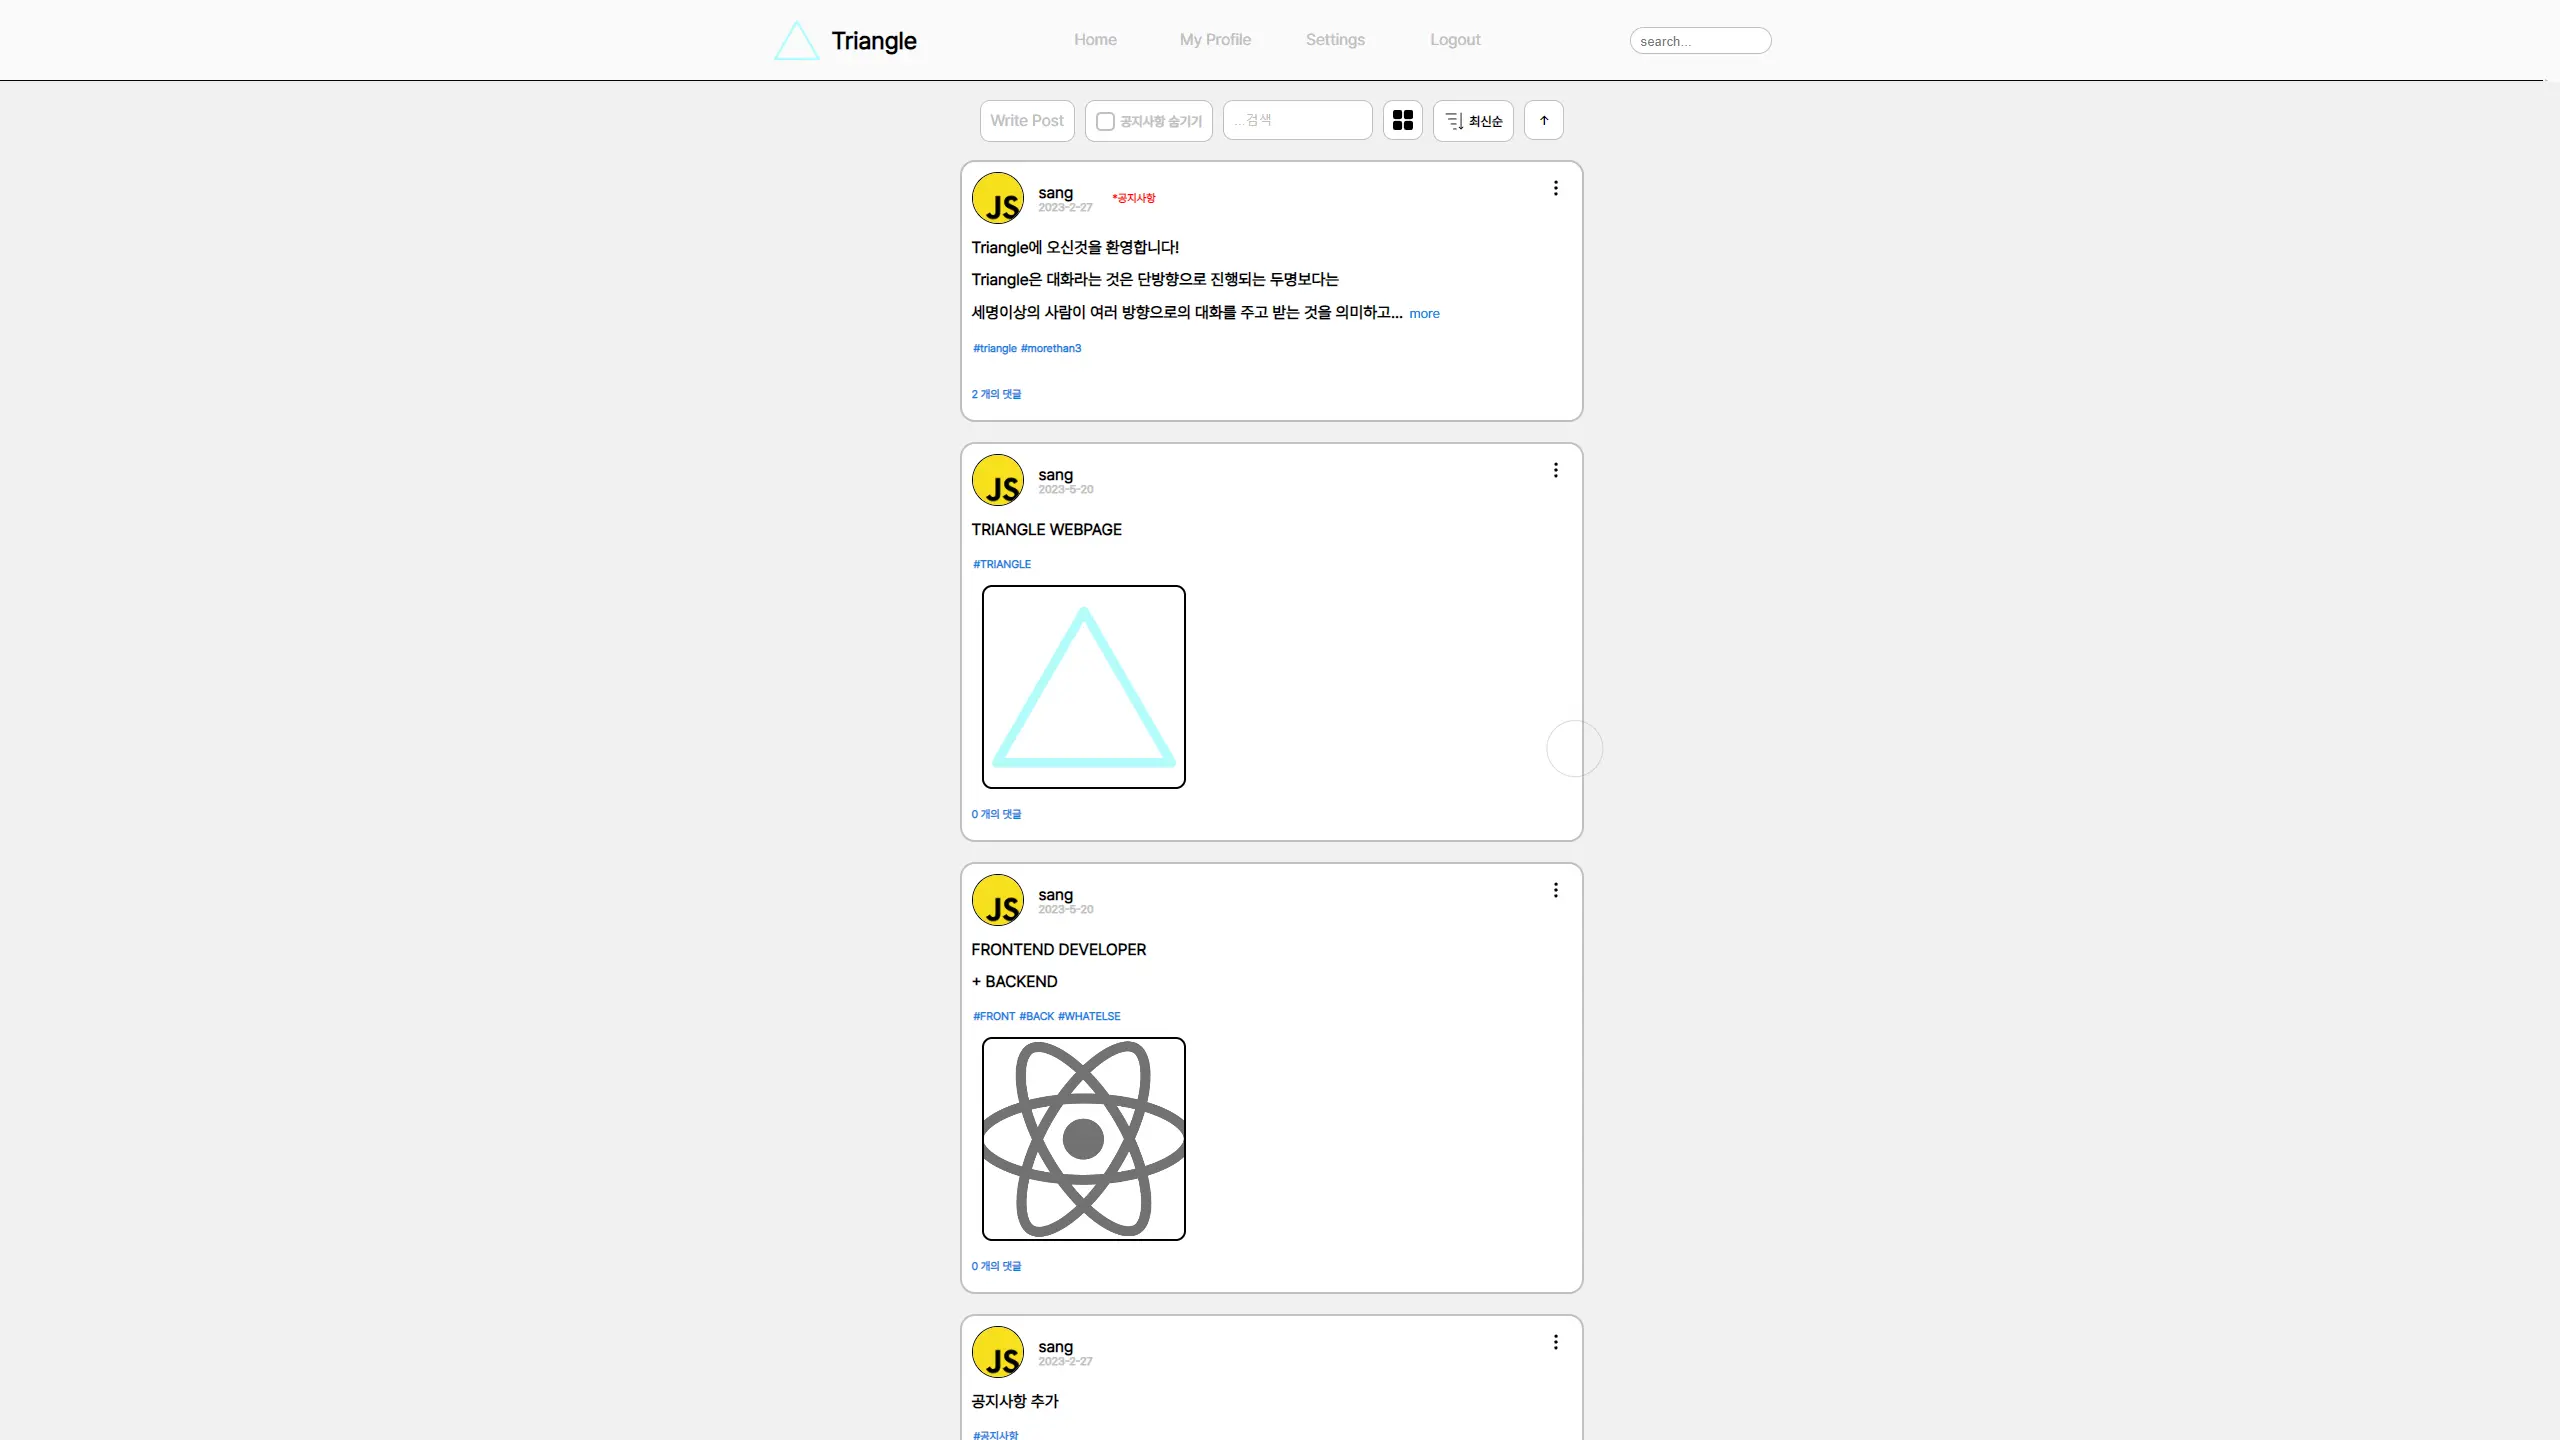 Triangle
Home
My Profile
Settings
Logout
search...
Write Post
공지사항 숨기기
...검색
최신순
↑
JS
sang
2023-2-27
*공지사항
Triangle에 오신것을 환영합니다!
Triangle은 대화라는 것은 단방향으로 진행되는 두명보다는
세명이상의 사람이 여러 방향으로의 대화를 주고 받는 것을 의미하고... more
#triangle #morethan3
2 개의 댓글
JS
sang
2023-5-20
TRIANGLE WEBPAGE
#TRIANGLE
0 개의 댓글
JS
sang
2023-5-20
FRONTEND DEVELOPER
+ BACKEND
#FRONT #BACK #WHATELSE
0 개의 댓글
JS
sang
2023-2-27
공지사항 추가
#공지사항